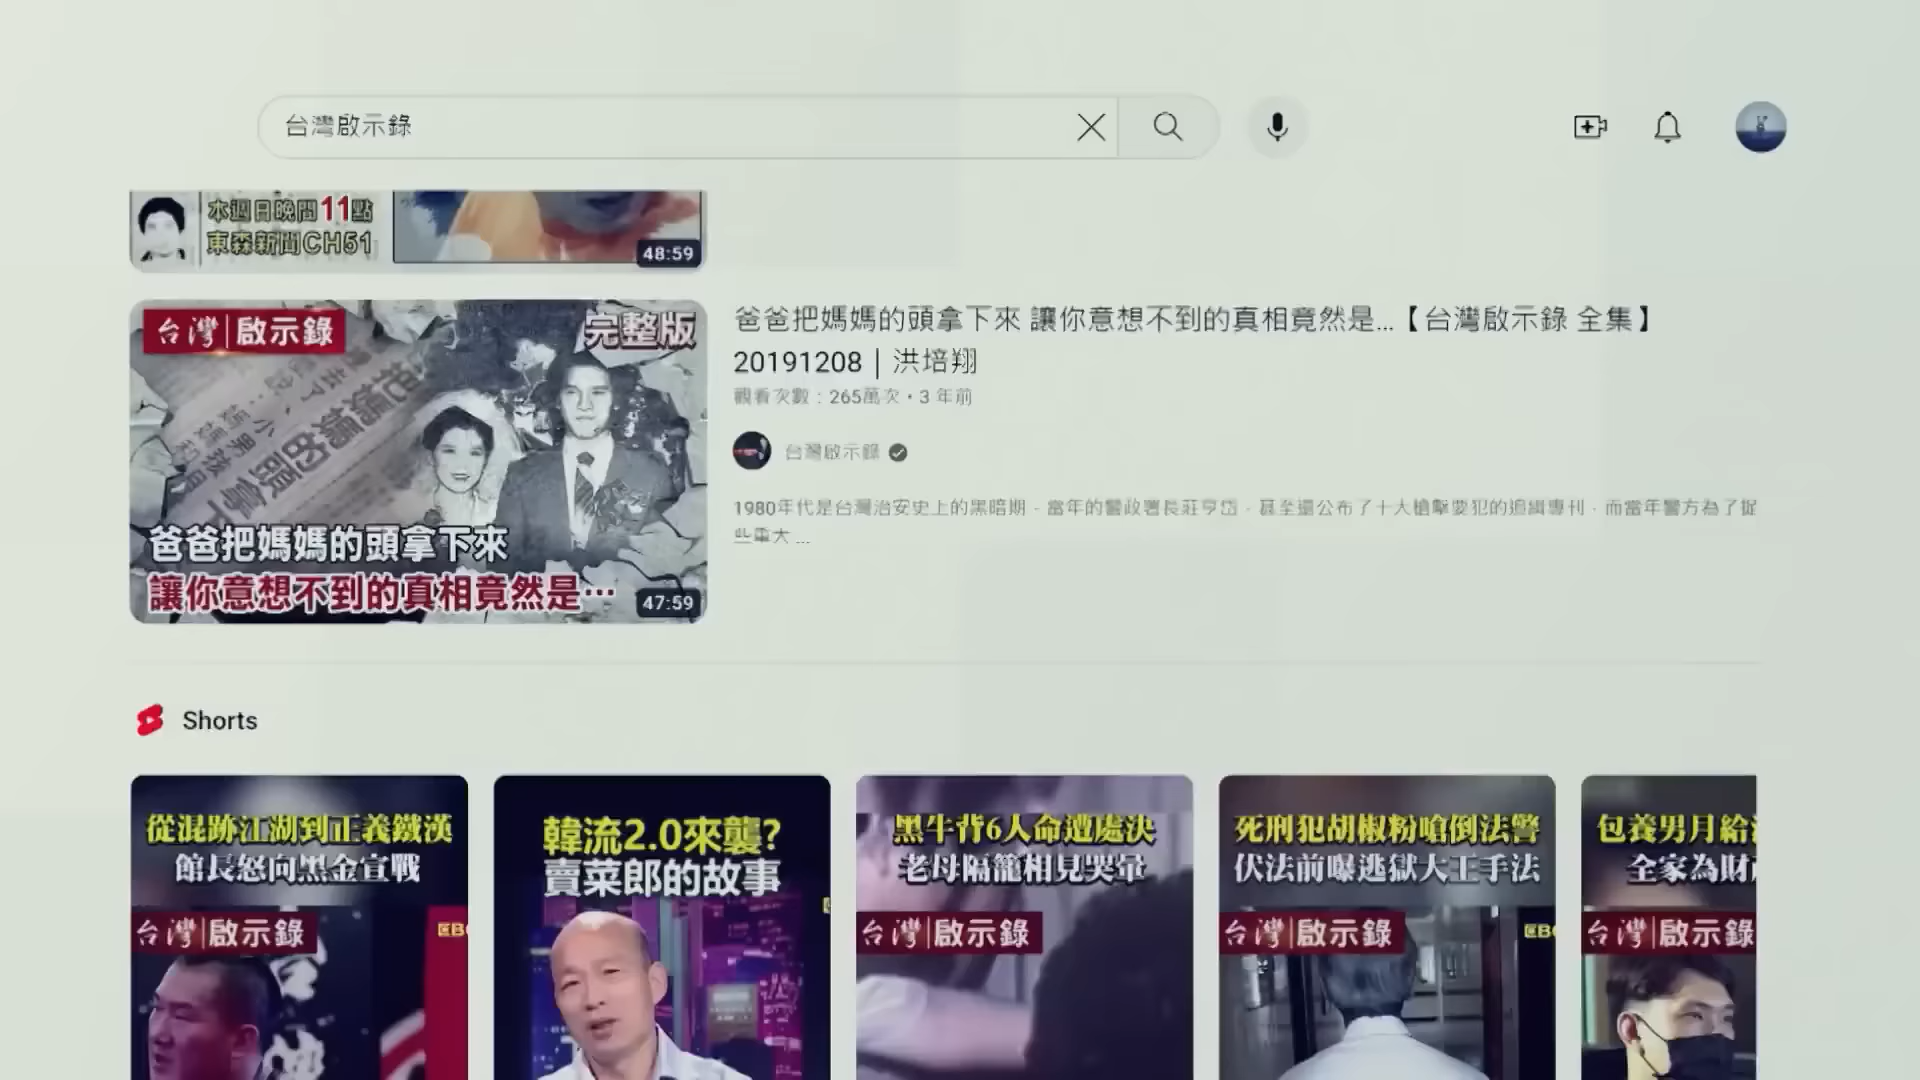 台灣啟示錄
本週日晚間11點
東森新聞CH51
48:59
台灣|啟示錄
完整版
爸爸把媽媽的頭拿下來
讓你意想不到的真相竟然是…
47:59
爸爸把媽媽的頭拿下來 讓你意想不到的真相竟然是...【台灣啟示錄 全集】
20191208｜洪培翔
觀看次數：265萬次・3 年前
台灣啟示錄
1980年代是台灣治安史上的黑暗期，當年的警政署長莊亨岱，甚至還公布了十大槍擊要犯的追緝專刊，而當年警方為了捉
些重大 ...
Shorts
從混跡江湖到正義鐵漢
館長怒向黑金宣戰
台灣|啟示錄
EBC
韓流2.0來襲?
賣菜郎的故事
黑牛背6人命遭處決
老母隔籠相見哭暈
台灣|啟示錄
死刑犯胡椒粉嗆倒法警
伏法前曝逃獄大王手法
台灣|啟示錄
EBC
包養男月給
全家為財
台灣|啟示錄